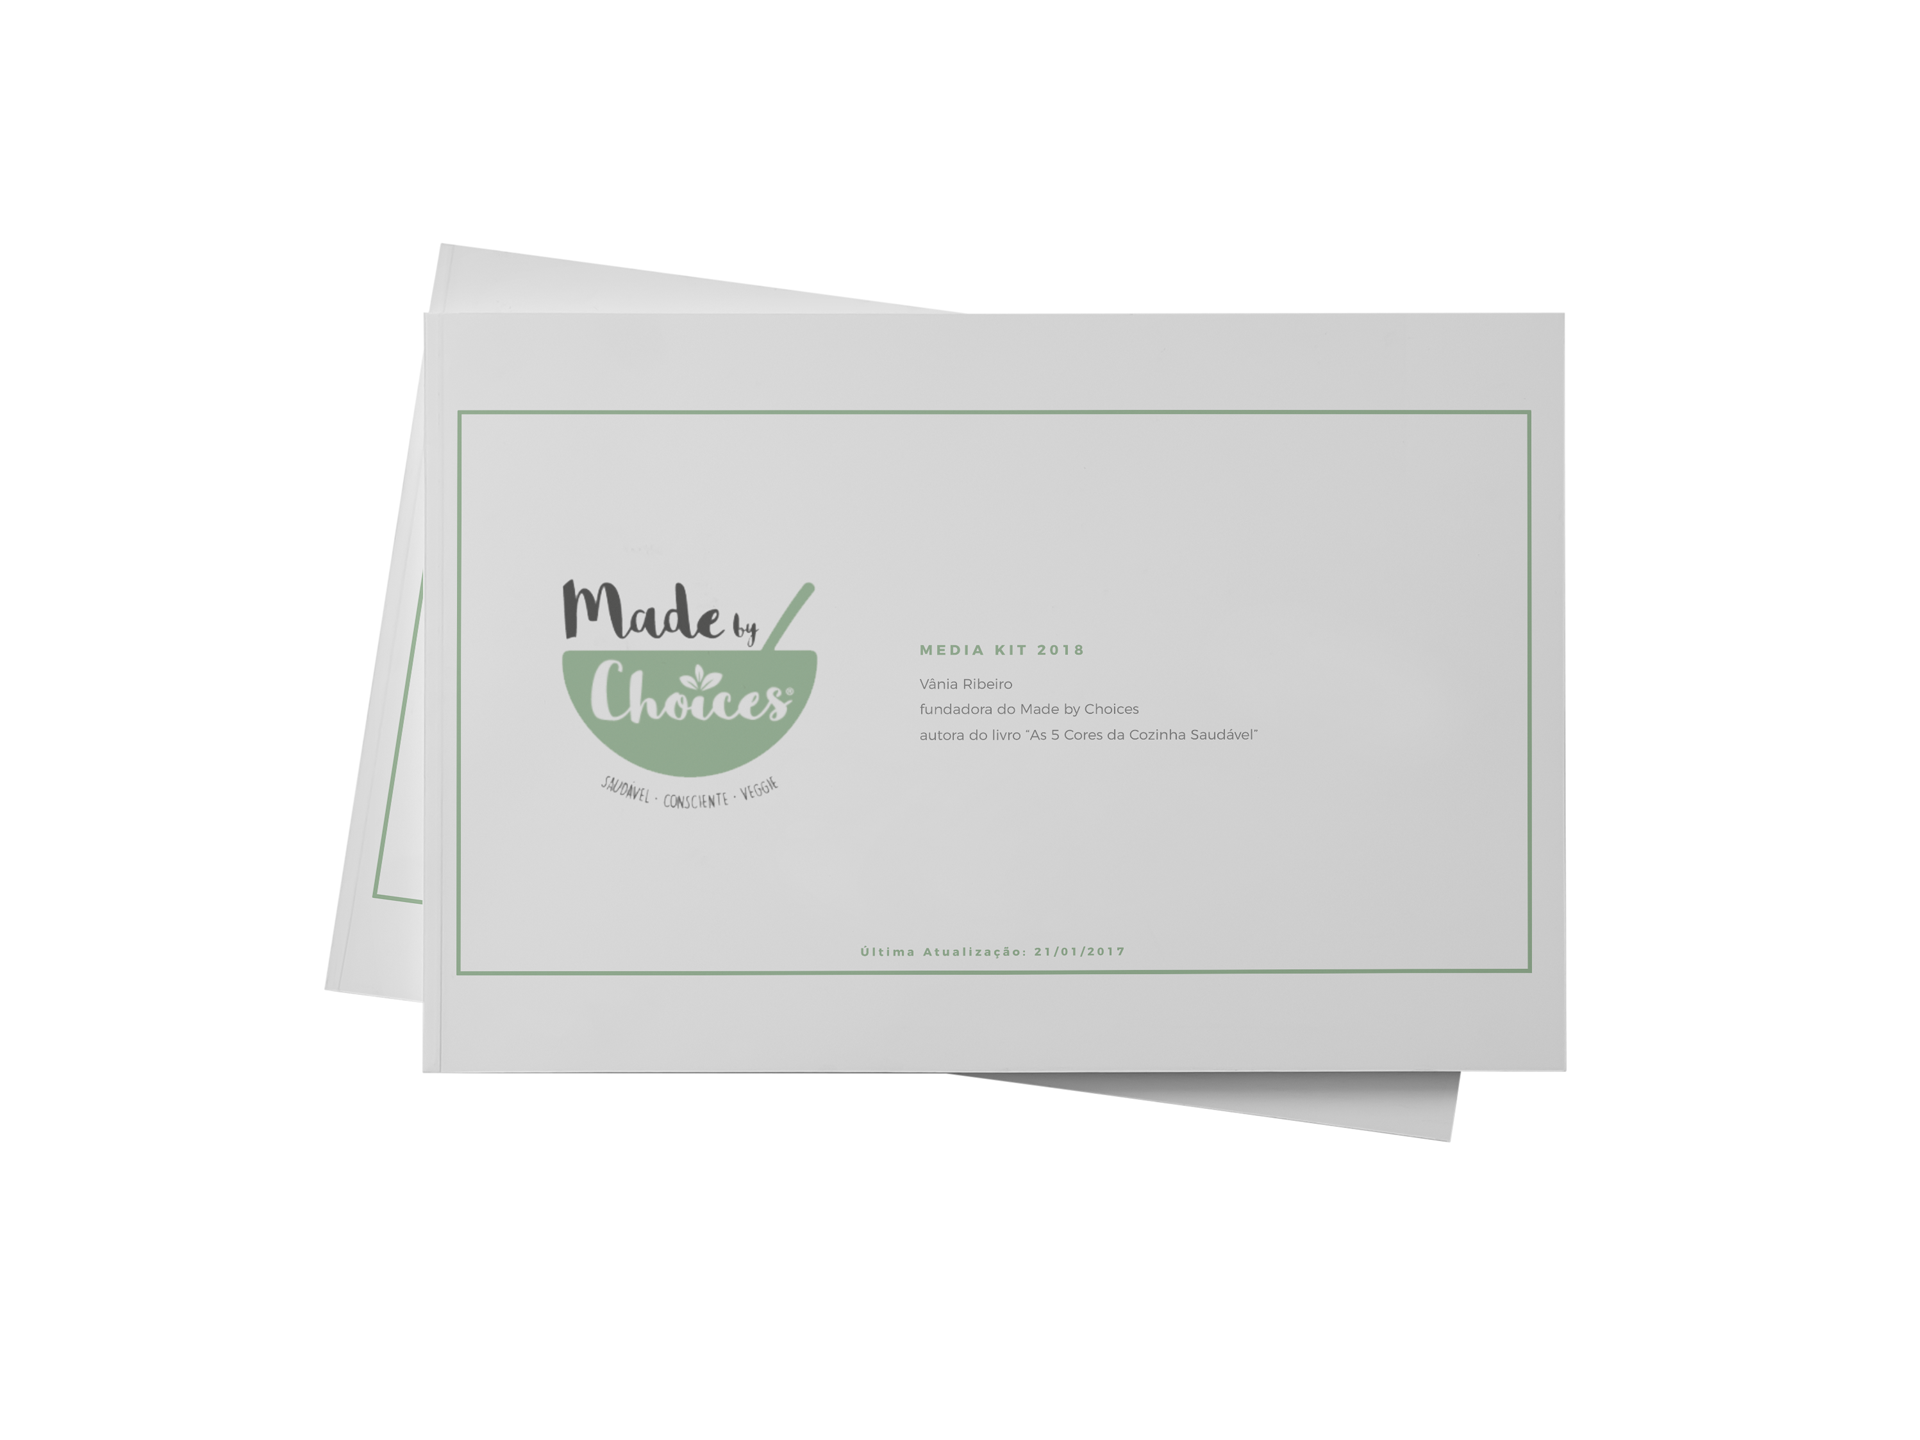 Made by
Choices®
SAUDÁVEL · CONSCIENTE · VEGGIE
MEDIA KIT 2018
Vânia Ribeiro
fundadora do Made by Choices
autora do livro “As 5 Cores da Cozinha Saudável”
Última Atualização: 21/01/2017